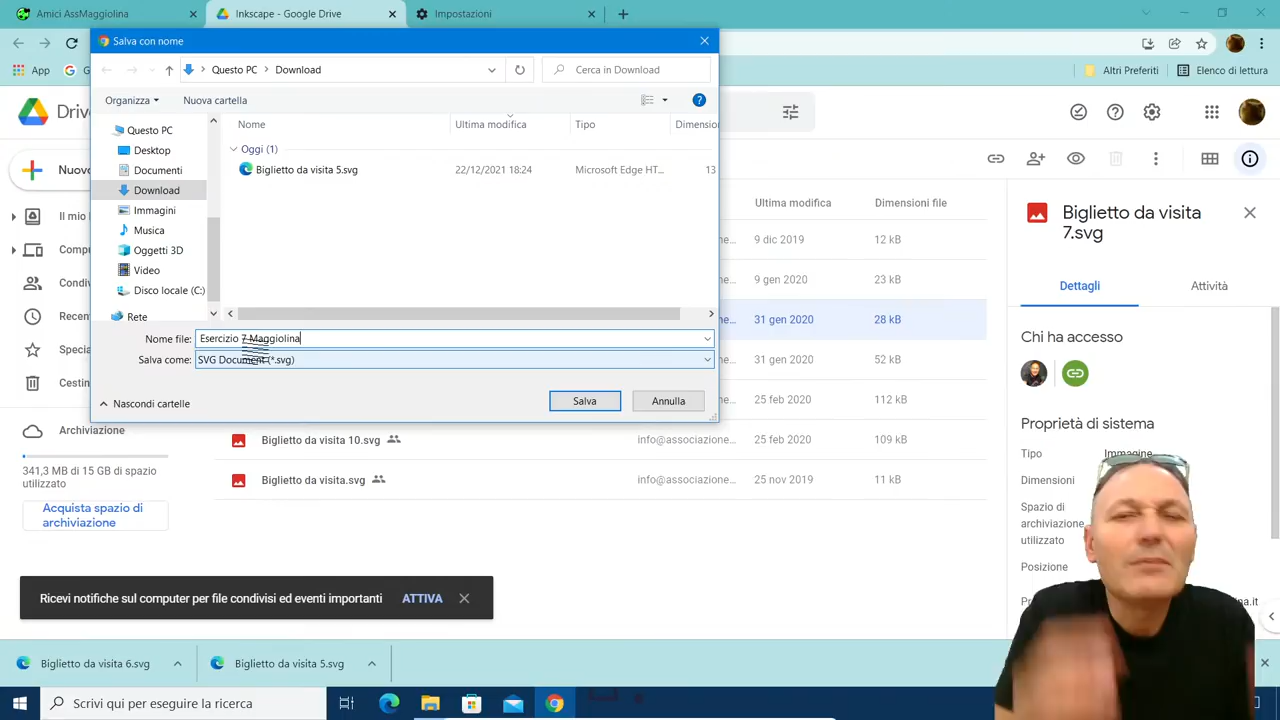 Amici AssMaggiolina
Inkscape - Google Drive
Impostazioni
Salva con nome
App
G
Altri Preferiti
Elenco di lettura
Questo PC
Download
Cerca in Download
Organizza
Nuova cartella
Nome
Ultima modifica
Tipo
Dimensio
Oggi (1)
Biglietto da visita 5.svg
22/12/2021 18:24
Microsoft Edge HT...
13
Questo PC
Desktop
Documenti
Download
Immagini
Musica
Oggetti 3D
Video
Disco locale (C:)
Rete
Nome file:
Esercizio 7 Maggiolina
Salva come:
SVG Document (*.svg)
Nascondi cartelle
Salva
Annulla
Nuovo
Il mio
Condiv
Recen
Archiviazione
341,3 MB di 15 GB di spazio
utilizzato
Acquista spazio di
archiviazione
Ultima modifica
Dimensioni file
9 dic 2019
12 kB
9 gen 2020
23 kB
31 gen 2020
28 kB
31 gen 2020
52 kB
25 feb 2020
112 kB
Biglietto da visita 10.svg
info@associazione...
25 feb 2020
109 kB
Biglietto da visita.svg
info@associazione...
25 nov 2019
11 kB
Biglietto da visita
7.svg
Dettagli
Attività
Chi ha accesso
Proprietà di sistema
Tipo
Immagine
Dimensioni
Spazio di
archiviazione
utilizzato
Posizione
Ricevi notifiche sul computer per file condivisi ed eventi importanti
ATTIVA
Biglietto da visita 6.svg
Biglietto da visita 5.svg
Scrivi qui per eseguire la ricerca